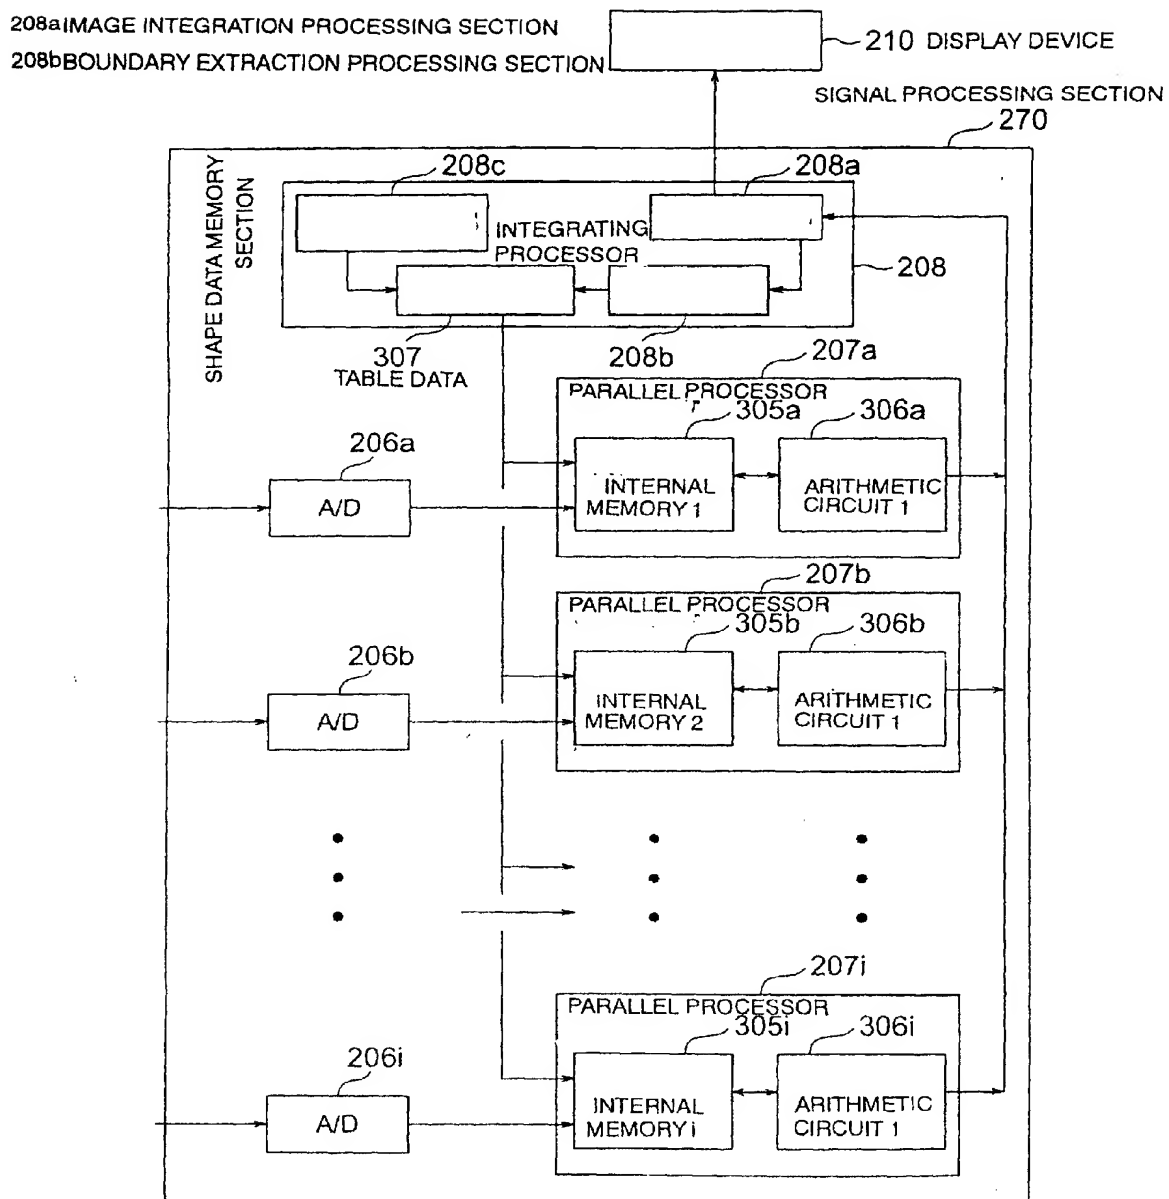 208a IMAGE INTEGRATION PROCESSING SECTION
208b BOUNDARY EXTRACTION PROCESSING SECTION
210 DISPLAY DEVICE
SIGNAL PROCESSING SECTION
270
SHAPE DATA MEMORY
SECTION
208c
208a
INTEGRATING
PROCESSOR
208
307
TABLE DATA
208b
207a
PARALLEL PROCESSOR
305a
306a
206a
A/D
INTERNAL
MEMORY 1
ARITHMETIC
CIRCUIT 1
207b
PARALLEL PROCESSOR
305b
306b
206b
A/D
INTERNAL
MEMORY 2
ARITHMETIC
CIRCUIT 1
207i
PARALLEL PROCESSOR
305i
306i
206i
A/D
INTERNAL
MEMORY i
ARITHMETIC
CIRCUIT 1